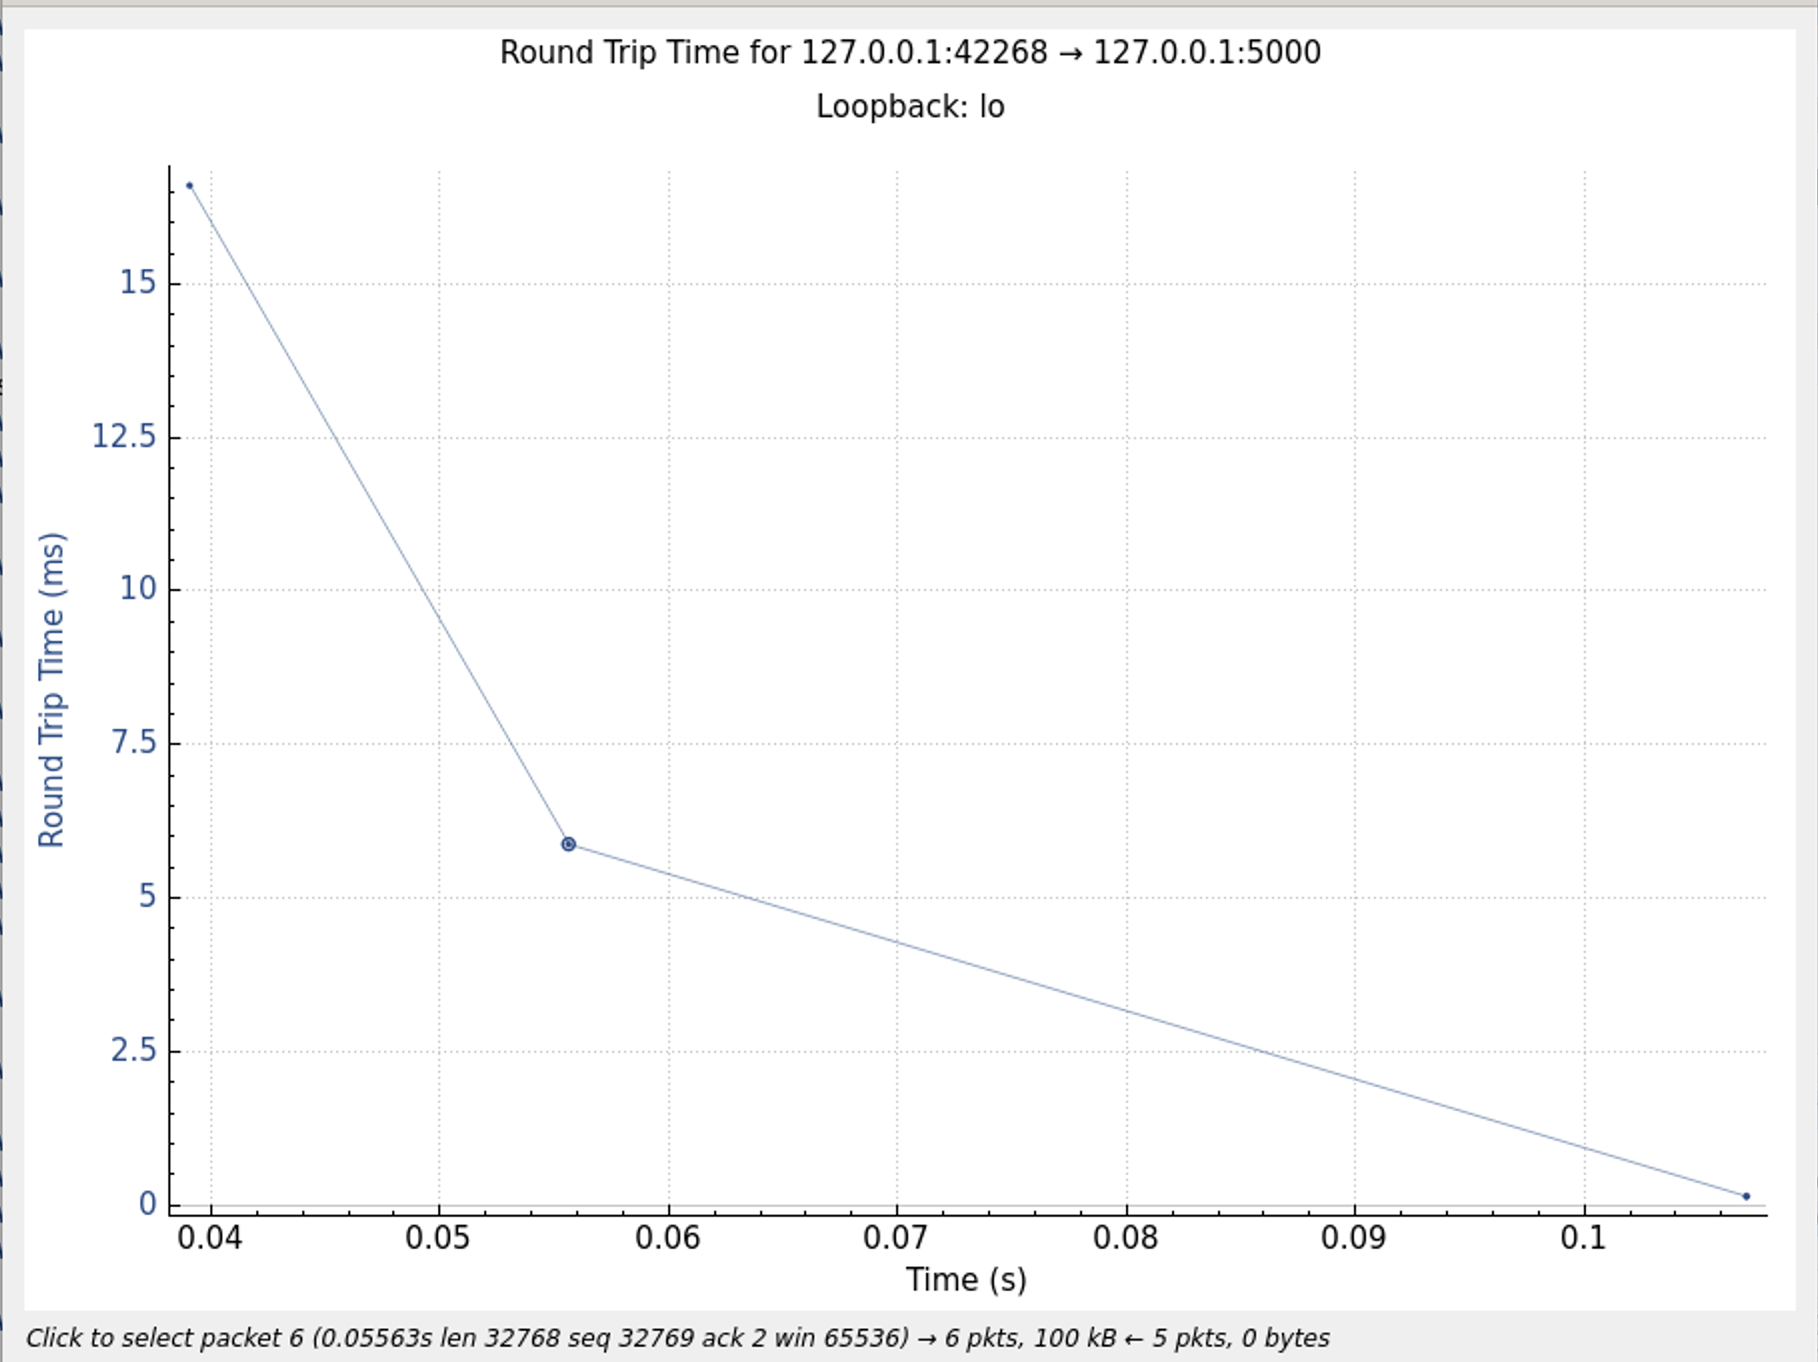 Round Trip Time for 127.0.0.1:42268 → 127.0.0.1:5000
Loopback: lo
Round Trip Time (ms)
15
12.5
10
7.5
5
2.5
0
0.04
0.05
0.06
0.07
0.08
0.09
0.1
Time (s)
Click to select packet 6 (0.05563s len 32768 seq 32769 ack 2 win 65536) → 6 pkts, 100 kB ← 5 pkts, 0 bytes